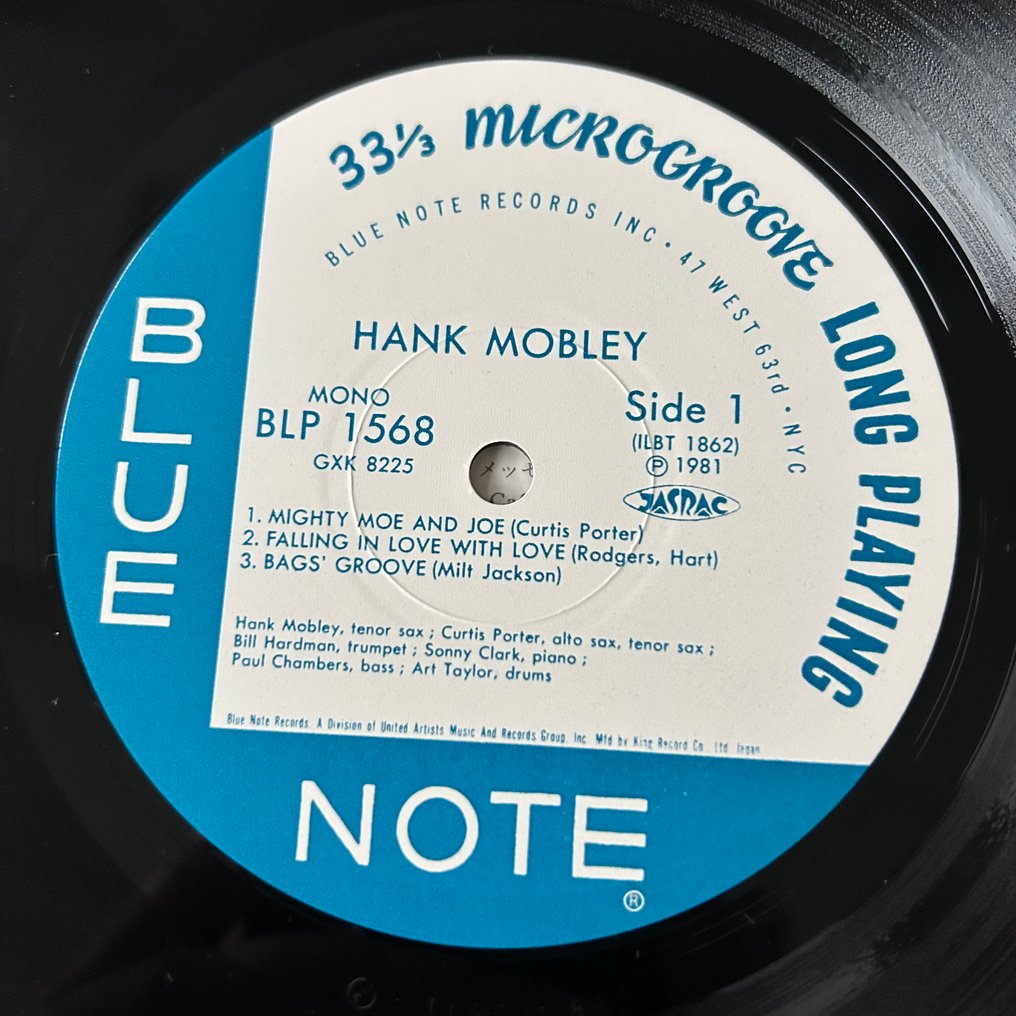 33⅓ MICROGROOVE LONG PLAYING
BLUE NOTE RECORDS INC · 47 WEST 63rd · NYC
HANK MOBLEY
MONO
BLP 1568
GXK 8225
Side 1
(ILBT 1862)
Ⓟ 1981
JASRAC
メッセ
1. MIGHTY MOE AND JOE (Curtis Porter)
2. FALLING IN LOVE WITH LOVE (Rodgers, Hart)
3. BAGS' GROOVE (Milt Jackson)
Hank Mobley, tenor sax ; Curtis Porter, alto sax, tenor sax ;
Bill Hardman, trumpet ; Sonny Clark, piano ;
Paul Chambers, bass ; Art Taylor, drums
Blue Note Records. A Division of United Artists Music And Records Group. Inc. Mfd by King Record Co. Ltd. Japan
BLUE
NOTE
®